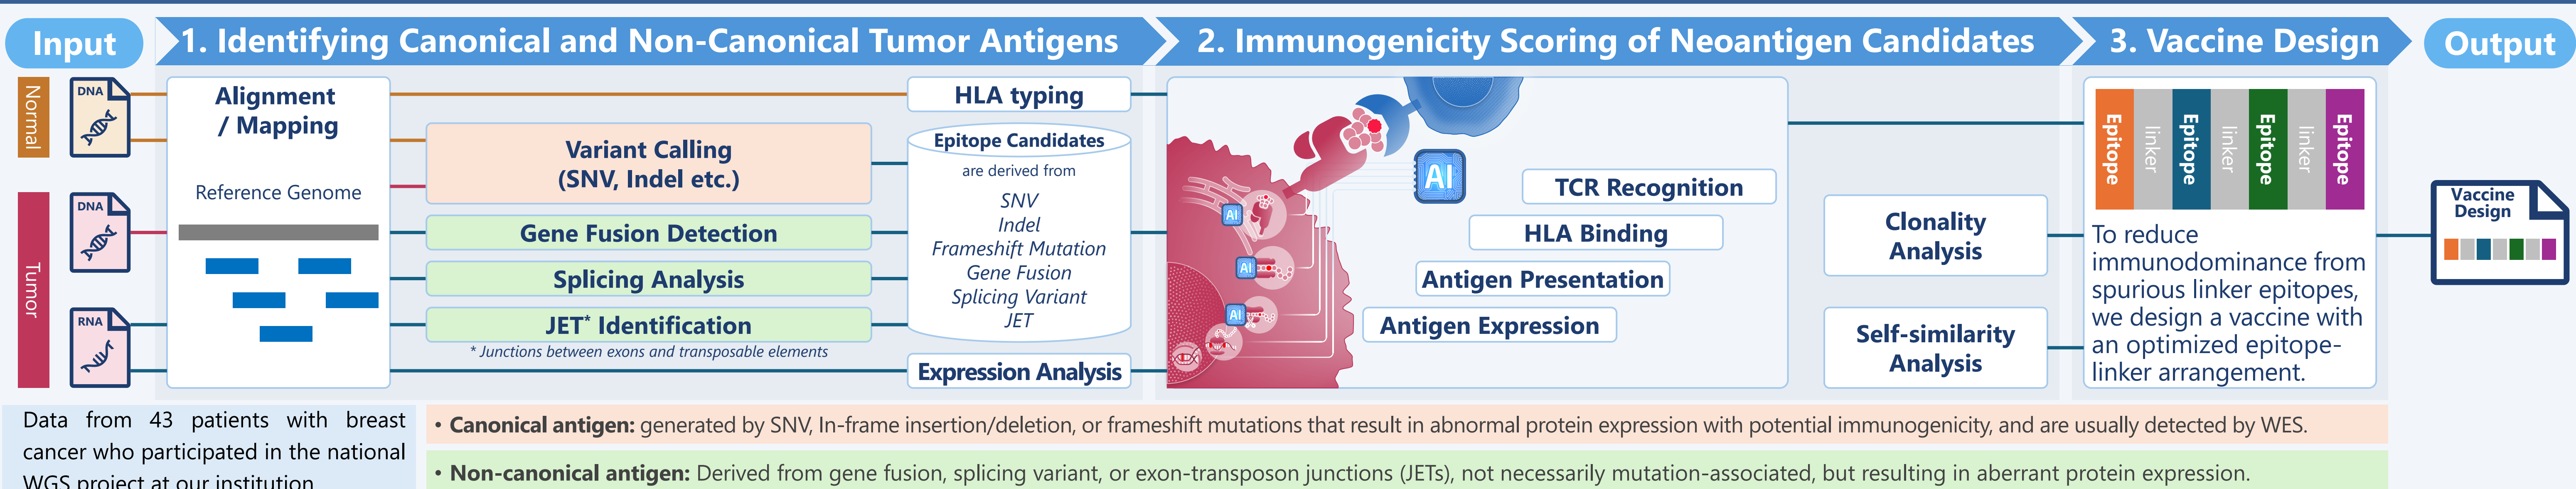 Input
1. Identifying Canonical and Non-Canonical Tumor Antigens
2. Immunogenicity Scoring of Neoantigen Candidates
3. Vaccine Design
Output
Normal
DNA
Tumor
DNA
RNA
Alignment
/ Mapping
Reference Genome
Variant Calling
(SNV, Indel etc.)
Gene Fusion Detection
Splicing Analysis
JET* Identification
* Junctions between exons and transposable elements
HLA typing
Epitope Candidates
are derived from
SNV
Indel
Frameshift Mutation
Gene Fusion
Splicing Variant
JET
Expression Analysis
AI
AI
AI
AI
TCR Recognition
HLA Binding
Antigen Presentation
Antigen Expression
Clonality
Analysis
Self-similarity
Analysis
Epitope
linker
Epitope
linker
Epitope
linker
Epitope
To reduce
immunodominance from
spurious linker epitopes,
we design a vaccine with
an optimized epitope-
linker arrangement.
Vaccine
Design
Data from 43 patients with breast
cancer who participated in the national
WGS project at our institution
• Canonical antigen: generated by SNV, In-frame insertion/deletion, or frameshift mutations that result in abnormal protein expression with potential immunogenicity, and are usually detected by WES.
• Non-canonical antigen: Derived from gene fusion, splicing variant, or exon-transposon junctions (JETs), not necessarily mutation-associated, but resulting in aberrant protein expression.